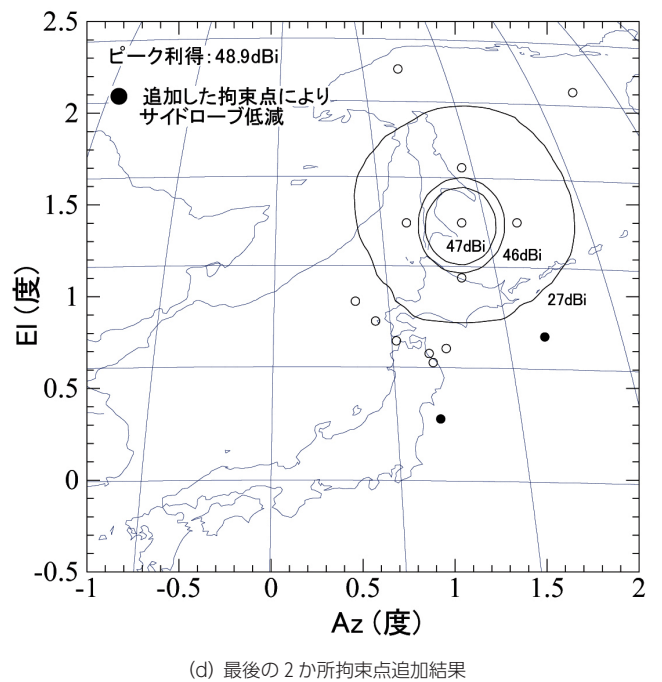 2.5
ピーク利得：48.9dBi
● 追加した拘束点により
サイドローブ低減
2
1.5
47dBi
46dBi
1
27dBi
El（度）
0.5
0
-0.5
-1
-0.5
0
0.5
1
1.5
2
Az（度）
(d) 最後の2か所拘束点追加結果